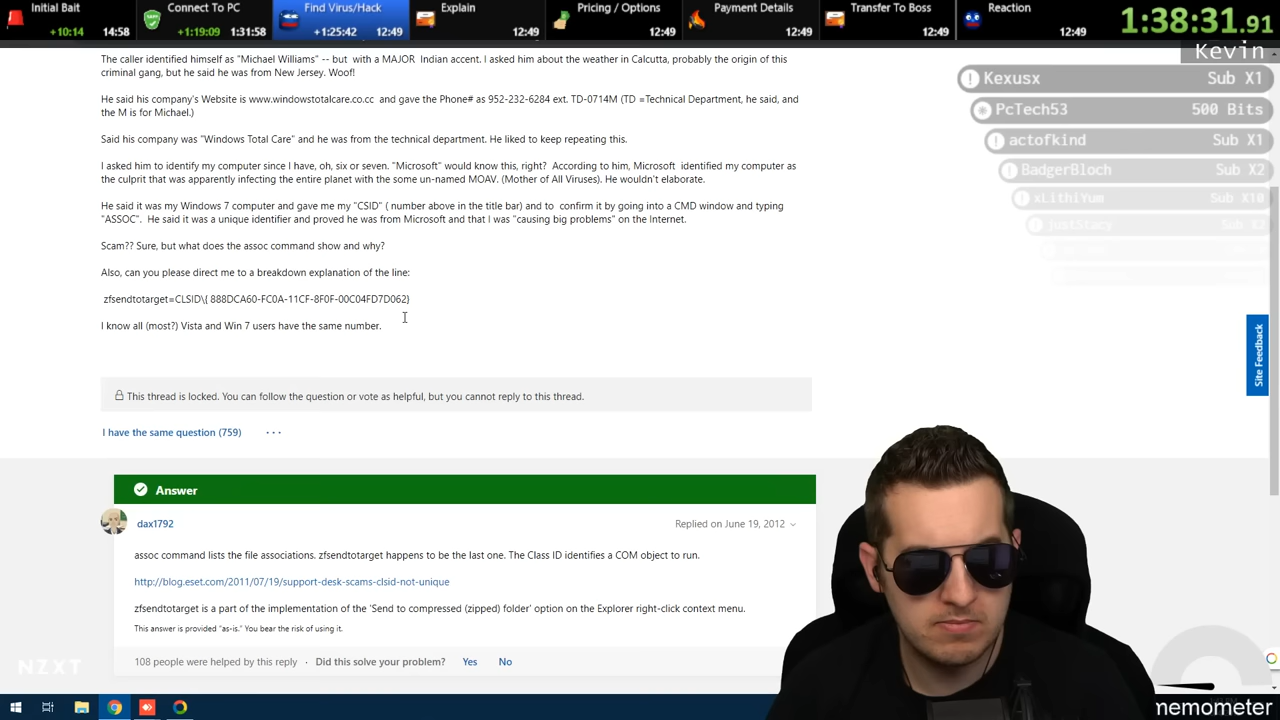 Initial Bait
+10:14 14:58
Connect To PC
+1:19:09 1:31:58
Find Virus/Hack
+1:25:42 12:49
Explain
12:49
Pricing / Options
12:49
Payment Details
12:49
Transfer To Boss
12:49
Reaction
12:49
1:38:31.91
Kevin
Kexusx Sub X1
PcTech53 500 Bits
actofkind Sub X1
BadgerBloch Sub X2
xLithiYum Sub X10
justStacy Sub X3
The caller identified himself as "Michael Williams" -- but with a MAJOR Indian accent. I asked him about the weather in Calcutta, probably the origin of this
criminal gang, but he said he was from New Jersey. Woof!
He said his company's Website is www.windowstotalcare.co.cc and gave the Phone# as 952-232-6284 ext. TD-0714M (TD =Technical Department, he said, and
the M is for Michael.)
Said his company was "Windows Total Care" and he was from the technical department. He liked to keep repeating this.
I asked him to identify my computer since I have, oh, six or seven. "Microsoft" would know this, right? According to him, Microsoft identified my computer as
the culprit that was apparently infecting the entire planet with the some un-named MOAV. (Mother of All Viruses). He wouldn't elaborate.
He said it was my Windows 7 computer and gave me my "CSID" ( number above in the title bar) and to confirm it by going into a CMD window and typing
"ASSOC". He said it was a unique identifier and proved he was from Microsoft and that I was "causing big problems" on the Internet.
Scam?? Sure, but what does the assoc command show and why?
Also, can you please direct me to a breakdown explanation of the line:
zfsendtotarget=CLSID\{ 888DCA60-FC0A-11CF-8F0F-00C04FD7D062}
I know all (most?) Vista and Win 7 users have the same number.
This thread is locked. You can follow the question or vote as helpful, but you cannot reply to this thread.
I have the same question (759) ...
Site Feedback
Answer
dax1792
Replied on June 19, 2012
assoc command lists the file associations. zfsendtotarget happens to be the last one. The Class ID identifies a COM object to run.
http://blog.eset.com/2011/07/19/support-desk-scams-clsid-not-unique
zfsendtotarget is a part of the implementation of the 'Send to compressed (zipped) folder' option on the Explorer right-click context menu.
This answer is provided "as-is." You bear the risk of using it.
108 people were helped by this reply · Did this solve your problem? Yes No
NZXT
memometer